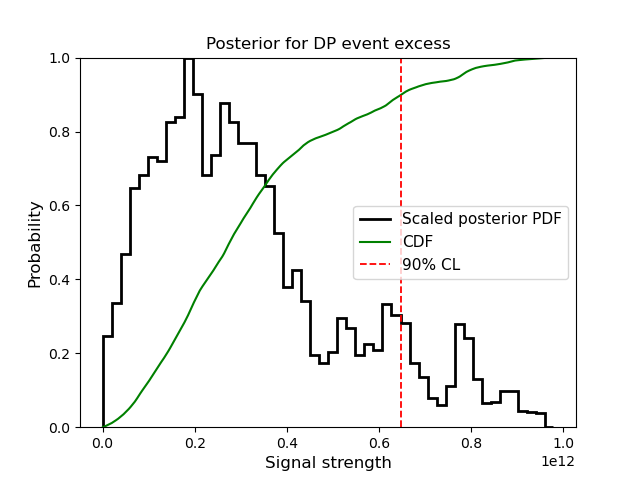 Posterior for DP event excess
Probability
1.0
0.8
0.6
0.4
0.2
0.0
Scaled posterior PDF
CDF
90% CL
0.0 0.2 0.4 0.6 0.8 1.0
1e12
Signal strength